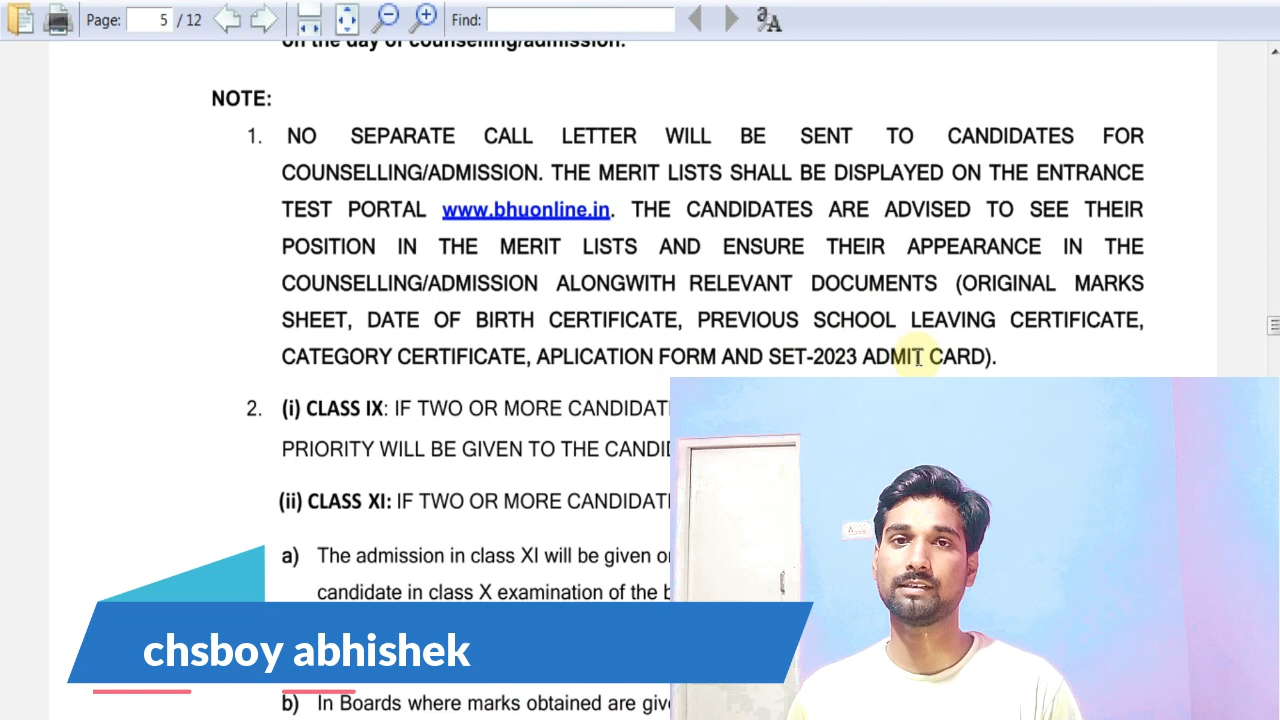 Page: 5 / 12 Find:
on the day of counselling/admission.
NOTE:
1. NO SEPARATE CALL LETTER WILL BE SENT TO CANDIDATES FOR
COUNSELLING/ADMISSION. THE MERIT LISTS SHALL BE DISPLAYED ON THE ENTRANCE
TEST PORTAL www.bhuonline.in. THE CANDIDATES ARE ADVISED TO SEE THEIR
POSITION IN THE MERIT LISTS AND ENSURE THEIR APPEARANCE IN THE
COUNSELLING/ADMISSION ALONGWITH RELEVANT DOCUMENTS (ORIGINAL MARKS
SHEET, DATE OF BIRTH CERTIFICATE, PREVIOUS SCHOOL LEAVING CERTIFICATE,
CATEGORY CERTIFICATE, APLICATION FORM AND SET-2023 ADMIT CARD).
2. (i) CLASS IX: IF TWO OR MORE
PRIORITY WILL BE GIVEN TO THE
(ii) CLASS XI: IF TWO OR MORE
a) The admission in class XI will be given
candidate in class X examination of the
chsboy abhishek
b) In Boards where marks obtained are